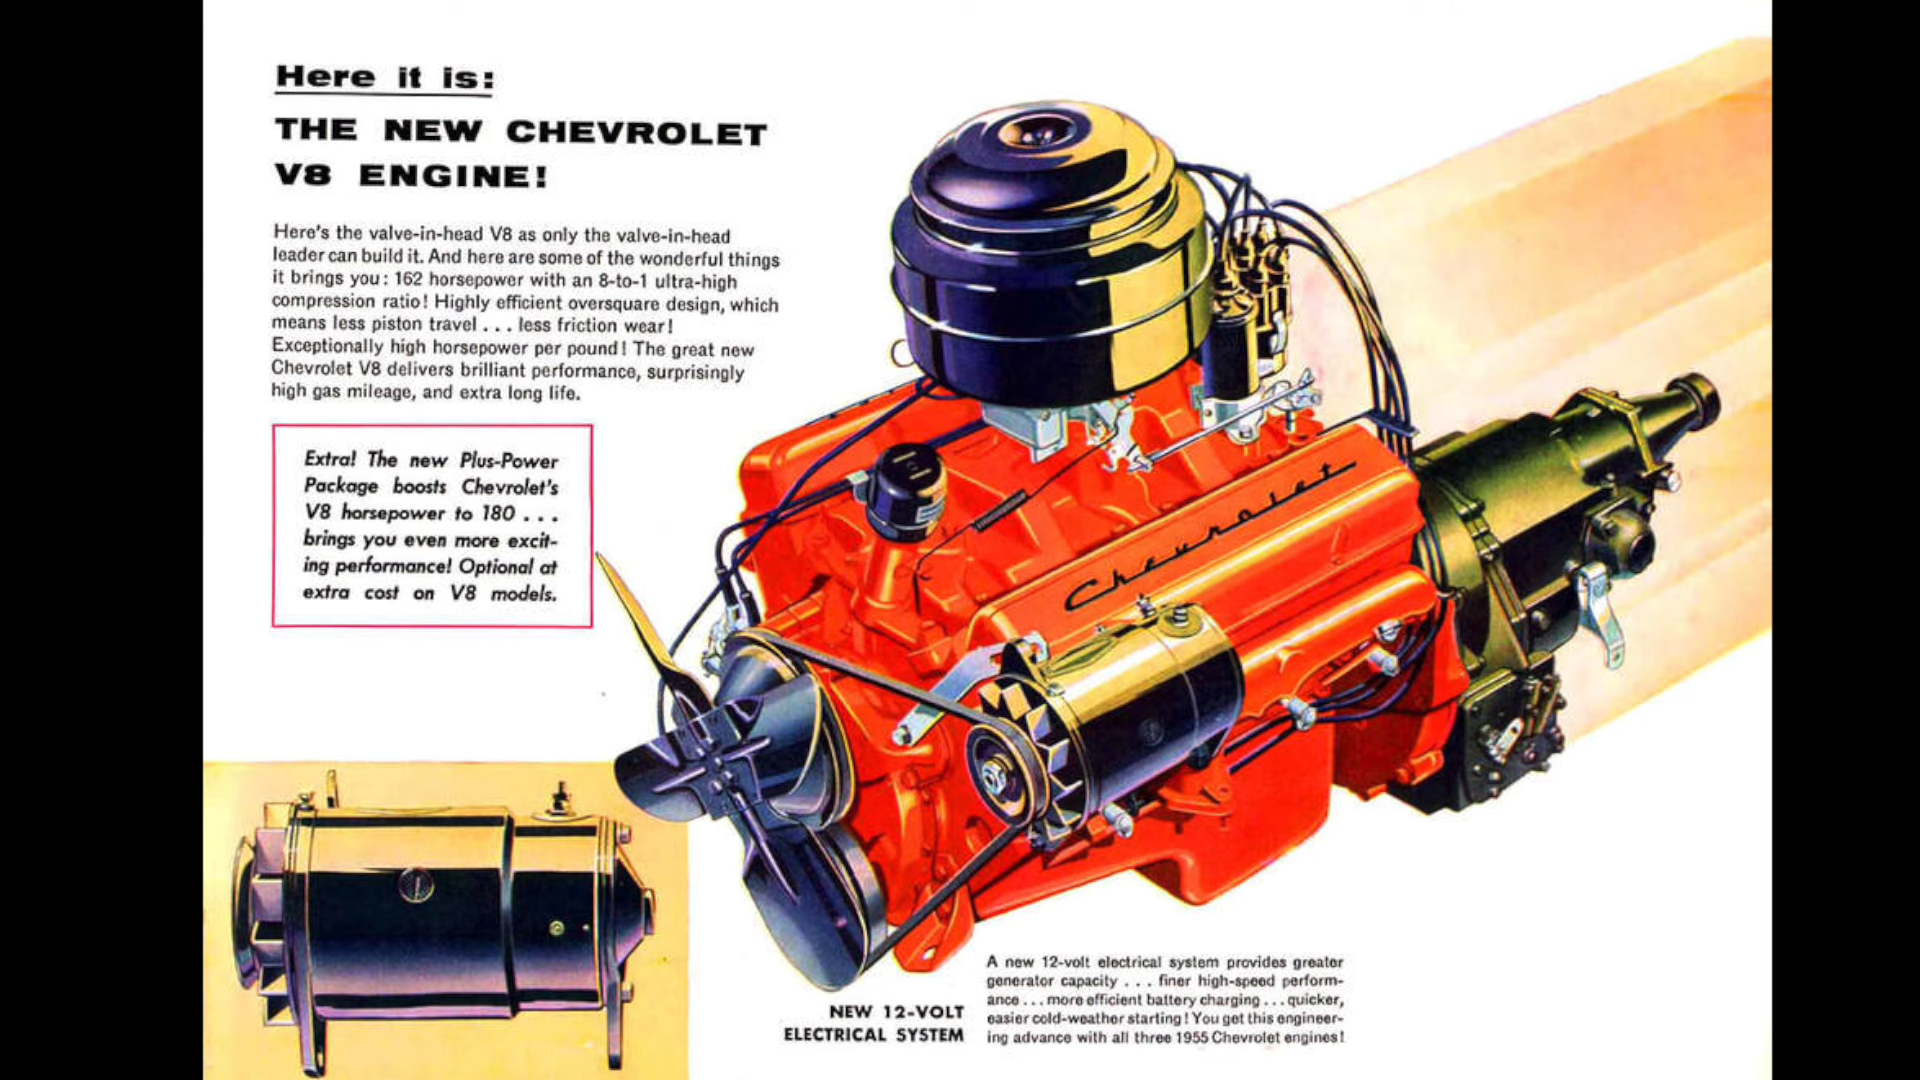 Here it is:
THE NEW CHEVROLET
V8 ENGINE!
Here's the valve-in-head V8 as only the valve-in-head
leader can build it. And here are some of the wonderful things
it brings you: 162 horsepower with an 8-to-1 ultra-high
compression ratio! Highly efficient oversquare design, which
means less piston travel . . . less friction wear!
Exceptionally high horsepower per pound! The great new
Chevrolet V8 delivers brilliant performance, surprisingly
high gas mileage, and extra long life.
Extra! The new Plus-Power
Package boosts Chevrolet's
V8 horsepower to 180 . . .
brings you even more excit-
ing performance! Optional at
extra cost on V8 models.
Chevrolet
NEW 12-VOLT
ELECTRICAL SYSTEM
A new 12-volt electrical system provides greater
generator capacity . . . finer high-speed perform-
ance . . . more efficient battery charging . . . quicker,
easier cold-weather starting! You get this engineer-
ing advance with all three 1955 Chevrolet engines!